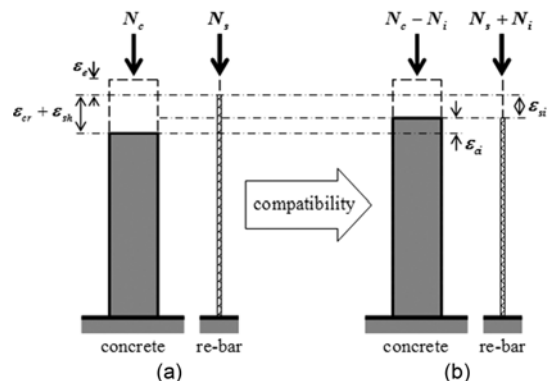 N_c N_s N_c − N_i N_s + N_i
ε_e
ε_cr + ε_sh
ε_si
ε_ci
compatibility
concrete re-bar concrete re-bar
(a) (b)